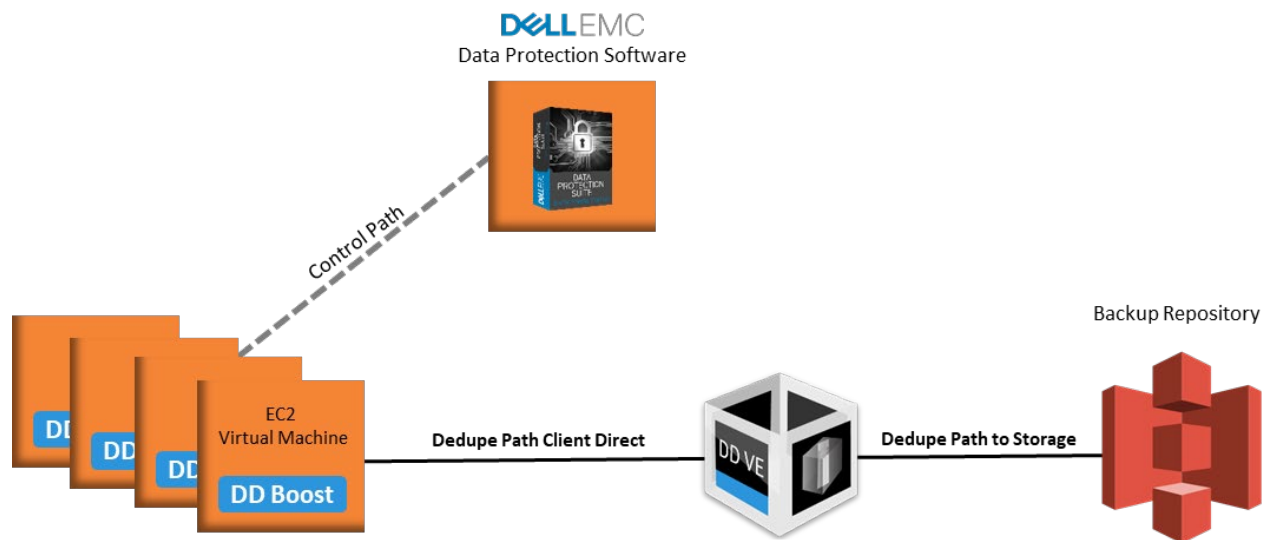 DELLEMC
Data Protection Software
DATA
PROTECTION
SUITE
DELLEMC
Control Path
Backup Repository
DD
DD
DD
EC2
Virtual Machine
DD Boost
Dedupe Path Client Direct
DD VE
Dedupe Path to Storage